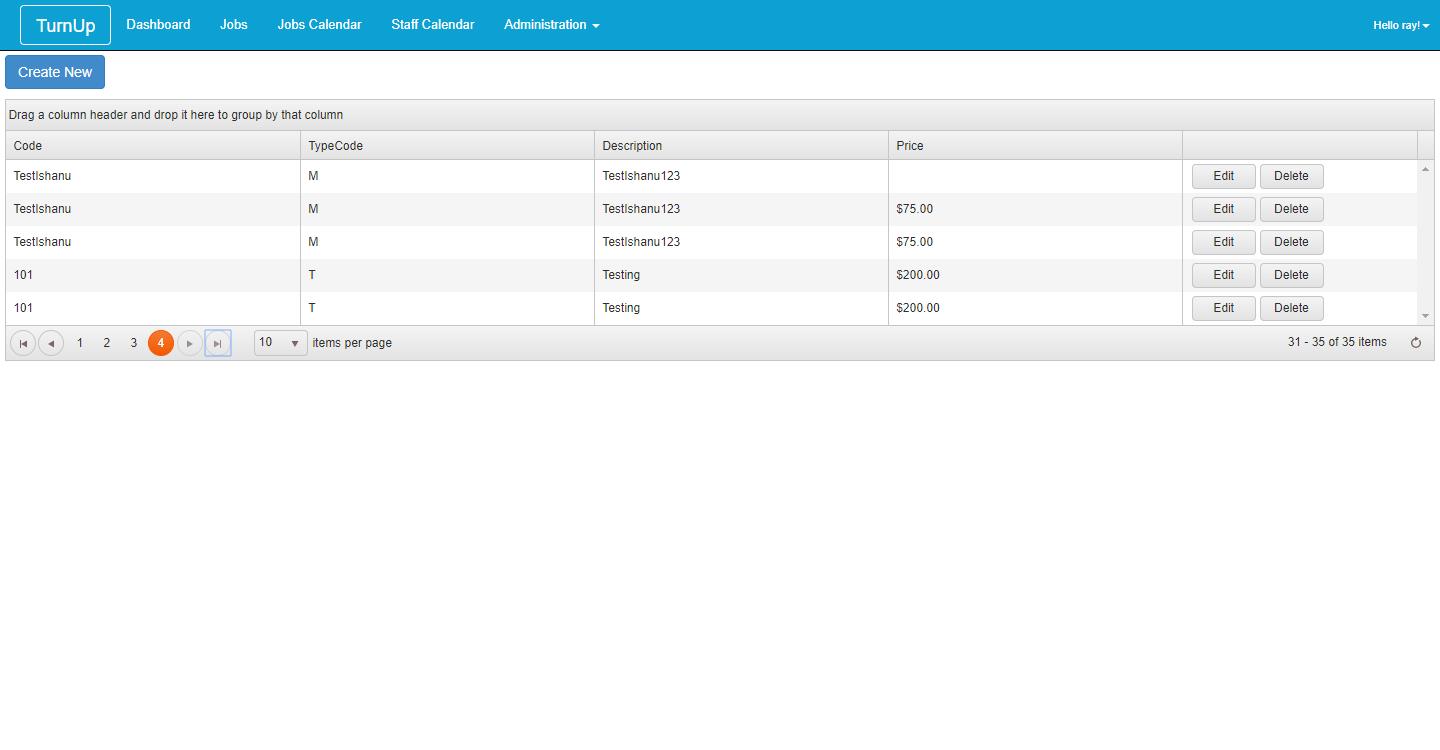 TurnUp Dashboard Jobs Jobs Calendar Staff Calendar Administration Hello ray!
Create New
Drag a column header and drop it here to group by that column
Code TypeCode Description Price
TestIshanu M TestIshanu123 Edit Delete
TestIshanu M TestIshanu123 $75.00 Edit Delete
TestIshanu M TestIshanu123 $75.00 Edit Delete
101 T Testing $200.00 Edit Delete
101 T Testing $200.00 Edit Delete
1 2 3 4 10 items per page 31 - 35 of 35 items